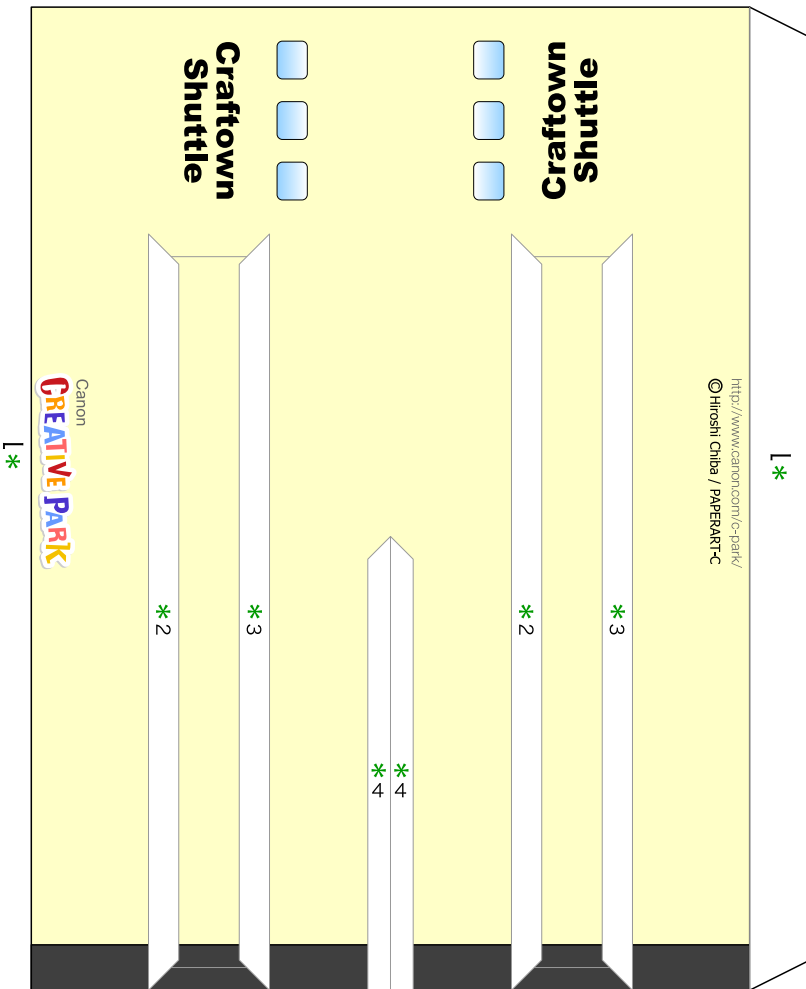 Craftown
Shuttle
Craftown
Shuttle
Canon
CREATIVE PARK
http://www.canon.com/c-park/
© Hiroshi Chiba / PAPERART-C
*1
*1
*2
*3
*2
*3
*4
*4